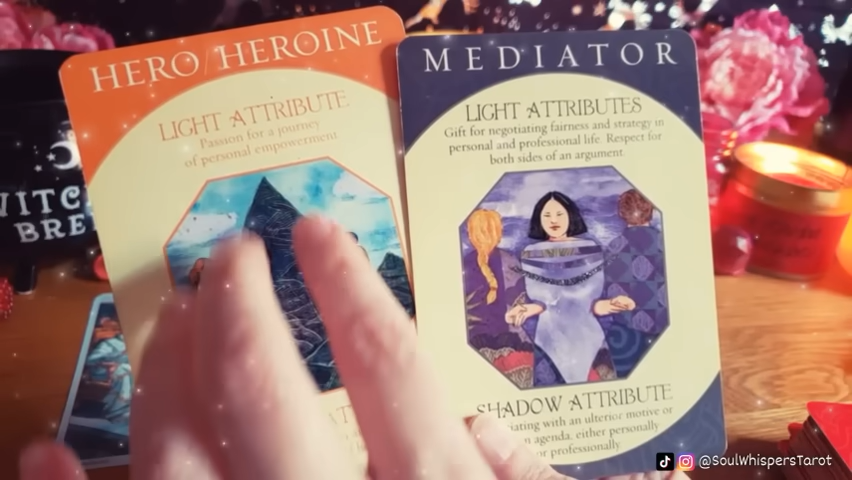 HERO/HEROINE
LIGHT ATTRIBUTE
Passion for a journey
of personal empowerment
MEDIATOR
LIGHT ATTRIBUTES
Gift for negotiating fairness and strategy in
personal and professional life. Respect for
both sides of an argument.
SHADOW ATTRIBUTE
with an ulterior motive or
agenda, either personally
or professionally.
@SoulWhispersTarot